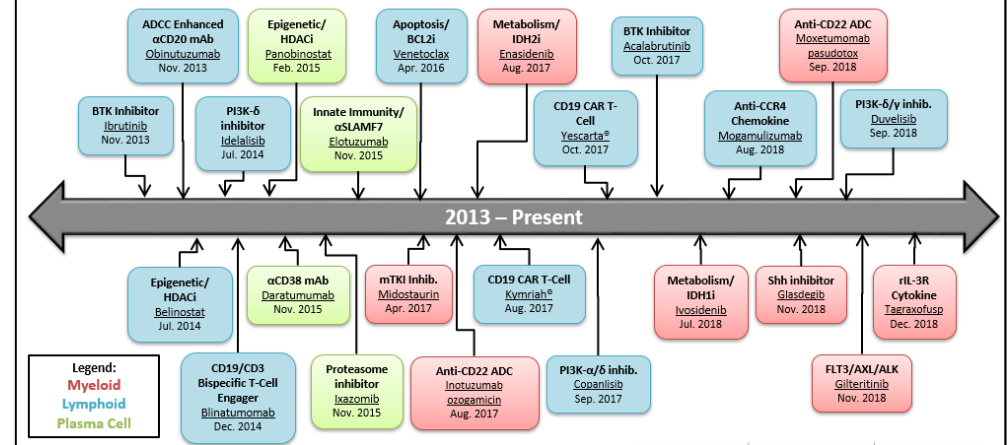 ADCC Enhanced
αCD20 mAb
Obinutuzumab
Nov. 2013
Epigenetic/
HDACi
Panobinostat
Feb. 2015
Apoptosis/
BCL2i
Venetoclax
Apr. 2016
Metabolism/
IDH2i
Enasidenib
Aug. 2017
BTK Inhibitor
Acalabrutinib
Oct. 2017
Anti-CD22 ADC
Moxetumomab
pasudotox
Sep. 2018
BTK Inhibitor
Ibrutinib
Nov. 2013
PI3K-δ
inhibitor
Idelalisib
Jul. 2014
Innate Immunity/
αSLAMF7
Elotuzumab
Nov. 2015
CD19 CAR T-
Cell
Yescarta®
Oct. 2017
Anti-CCR4
Chemokine
Mogamulizumab
Aug. 2018
PI3K-δ/γ inhib.
Duvelisib
Sep. 2018
2013 – Present
Epigenetic/
HDACi
Belinostat
Jul. 2014
αCD38 mAb
Daratumumab
Nov. 2015
mTKI Inhib.
Midostaurin
Apr. 2017
CD19 CAR T-Cell
Kymriah®
Aug. 2017
Metabolism/
IDH1i
Ivosidenib
Jul. 2018
Shh inhibitor
Glasdegib
Nov. 2018
rIL-3R
Cytokine
Tagraxofusp
Dec. 2018
CD19/CD3
Bispecific T-Cell
Engager
Blinatumomab
Dec. 2014
Proteasome
inhibitor
Ixazomib
Nov. 2015
Anti-CD22 ADC
Inotuzumab
ozogamicin
Aug. 2017
PI3K-α/δ inhib.
Copanlisib
Sep. 2017
FLT3/AXL/ALK
Gilteritinib
Nov. 2018
Legend:
Myeloid
Lymphoid
Plasma Cell